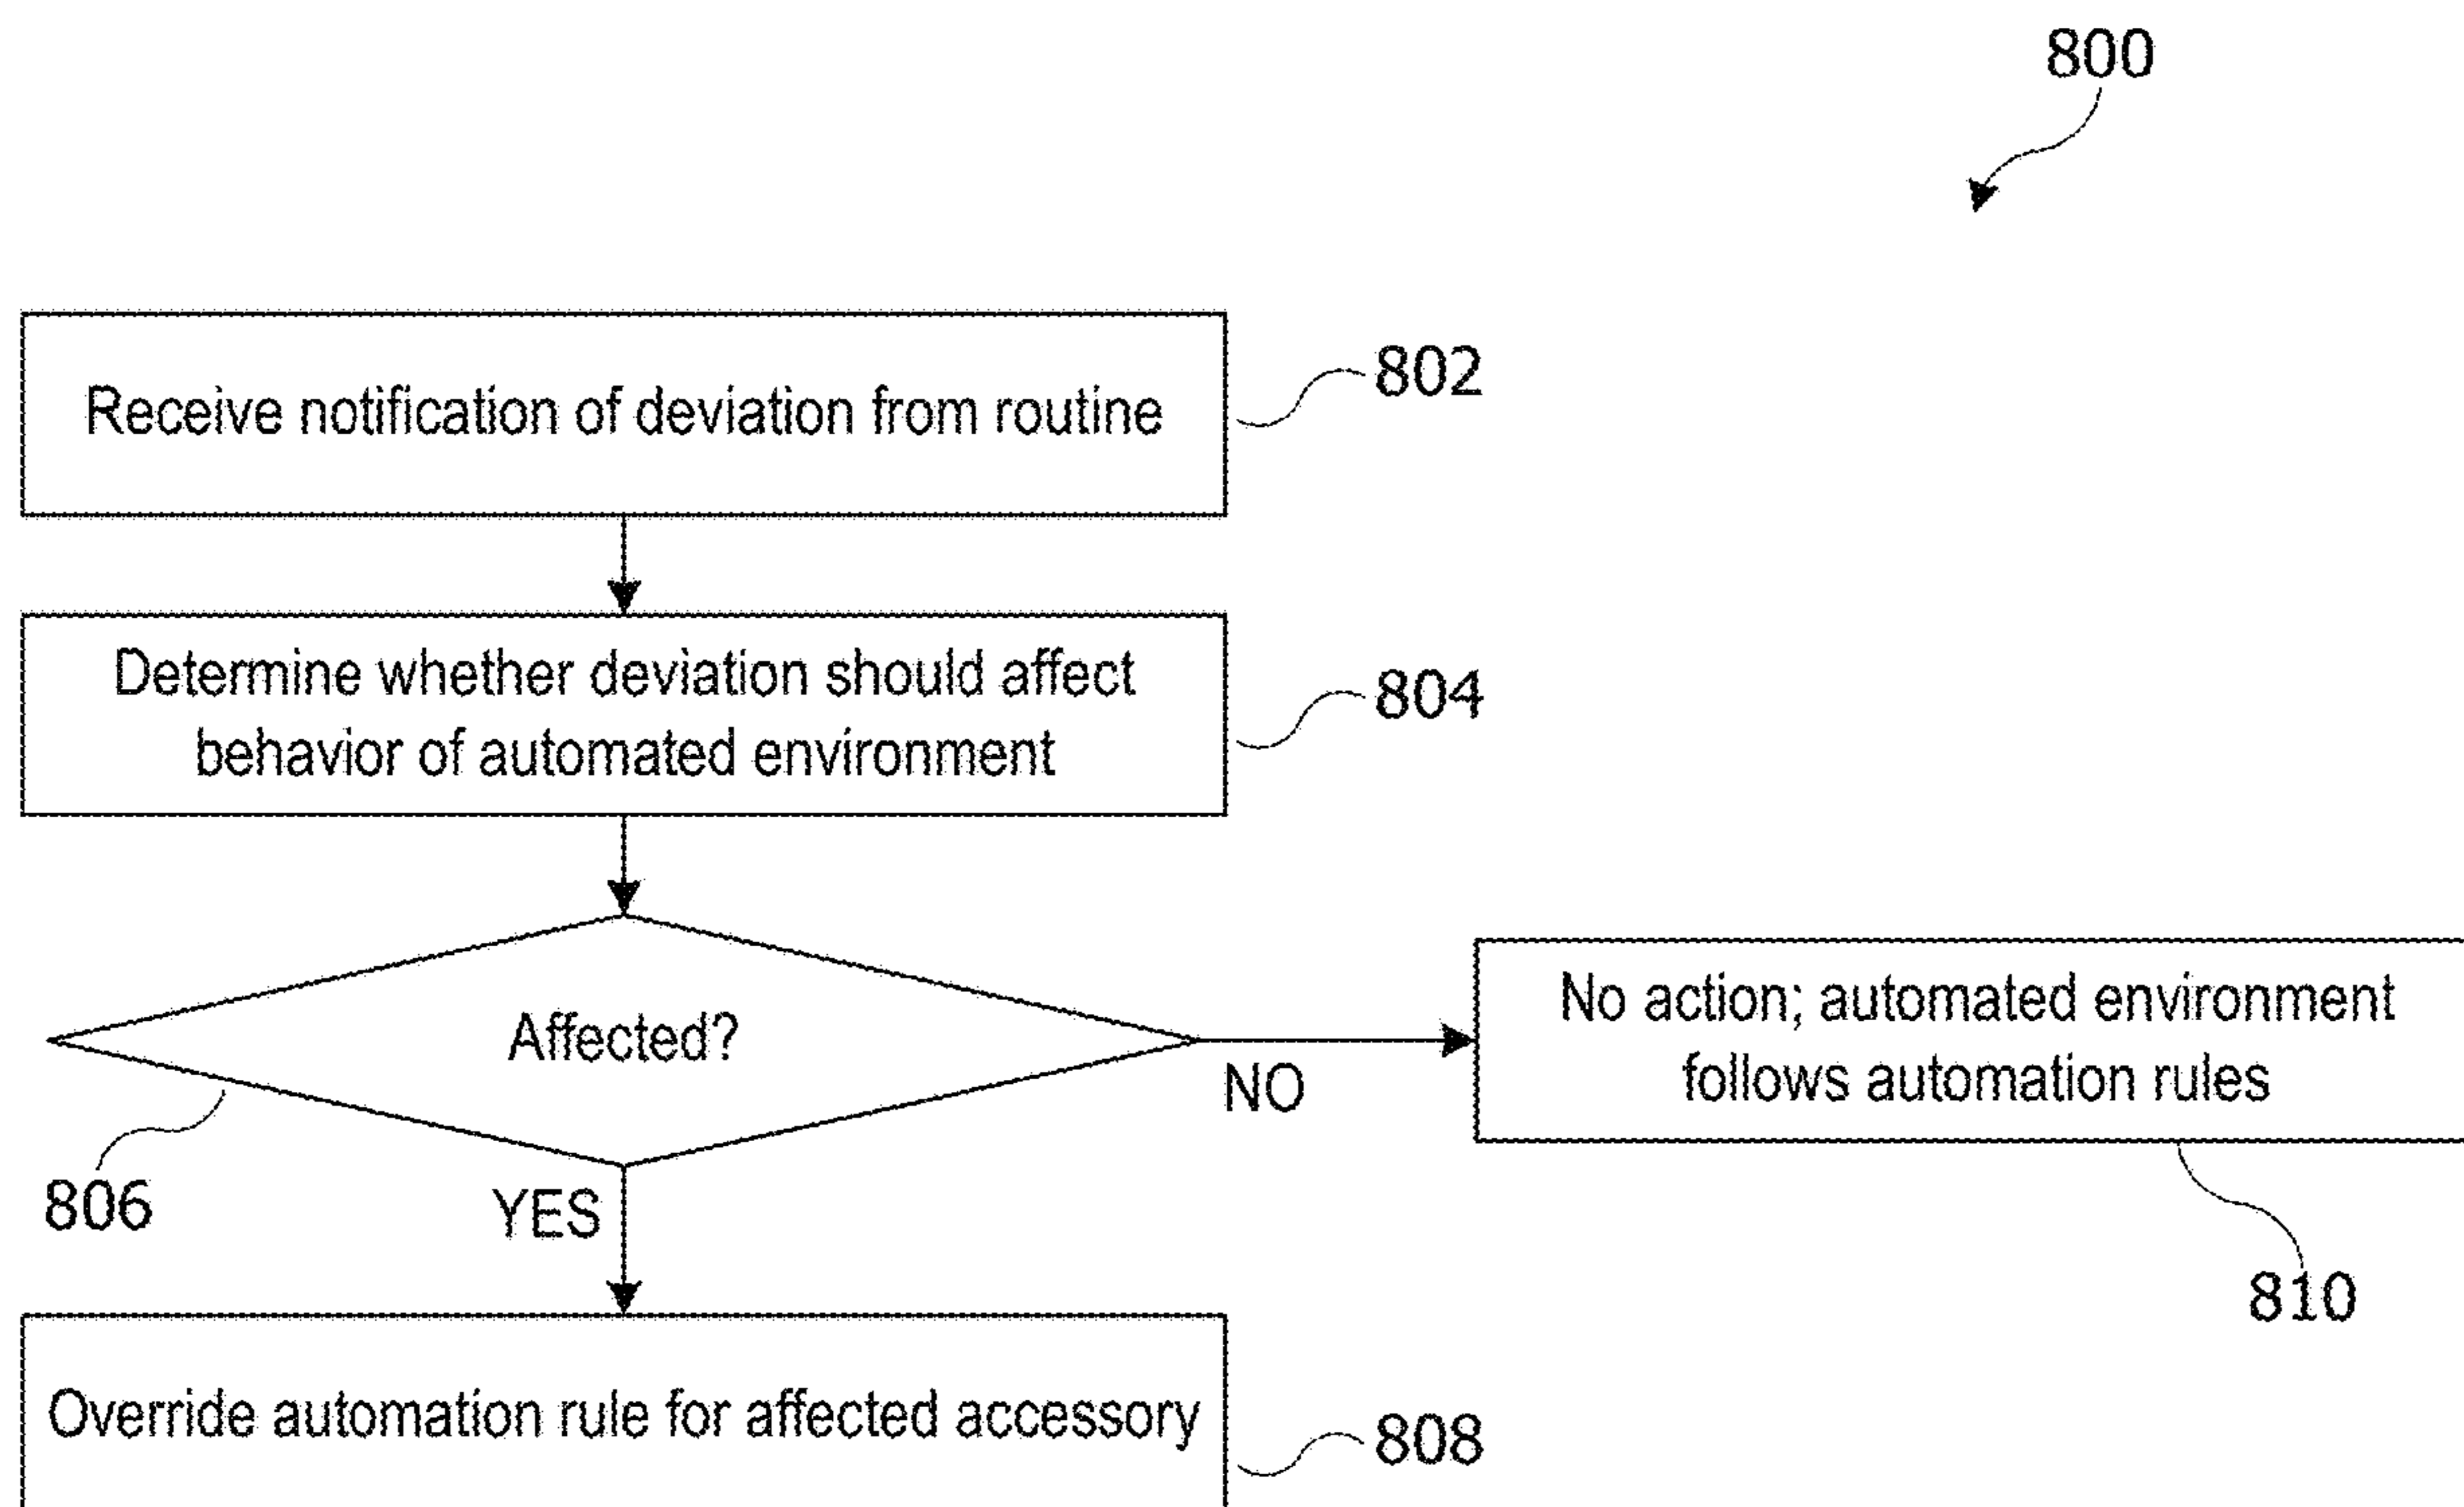 800
Receive notification of deviation from routine
802
Determine whether deviation should affect
behavior of automated environment
804
Affected?
806
NO
YES
No action; automated environment
follows automation rules
810
Override automation rule for affected accessory
808